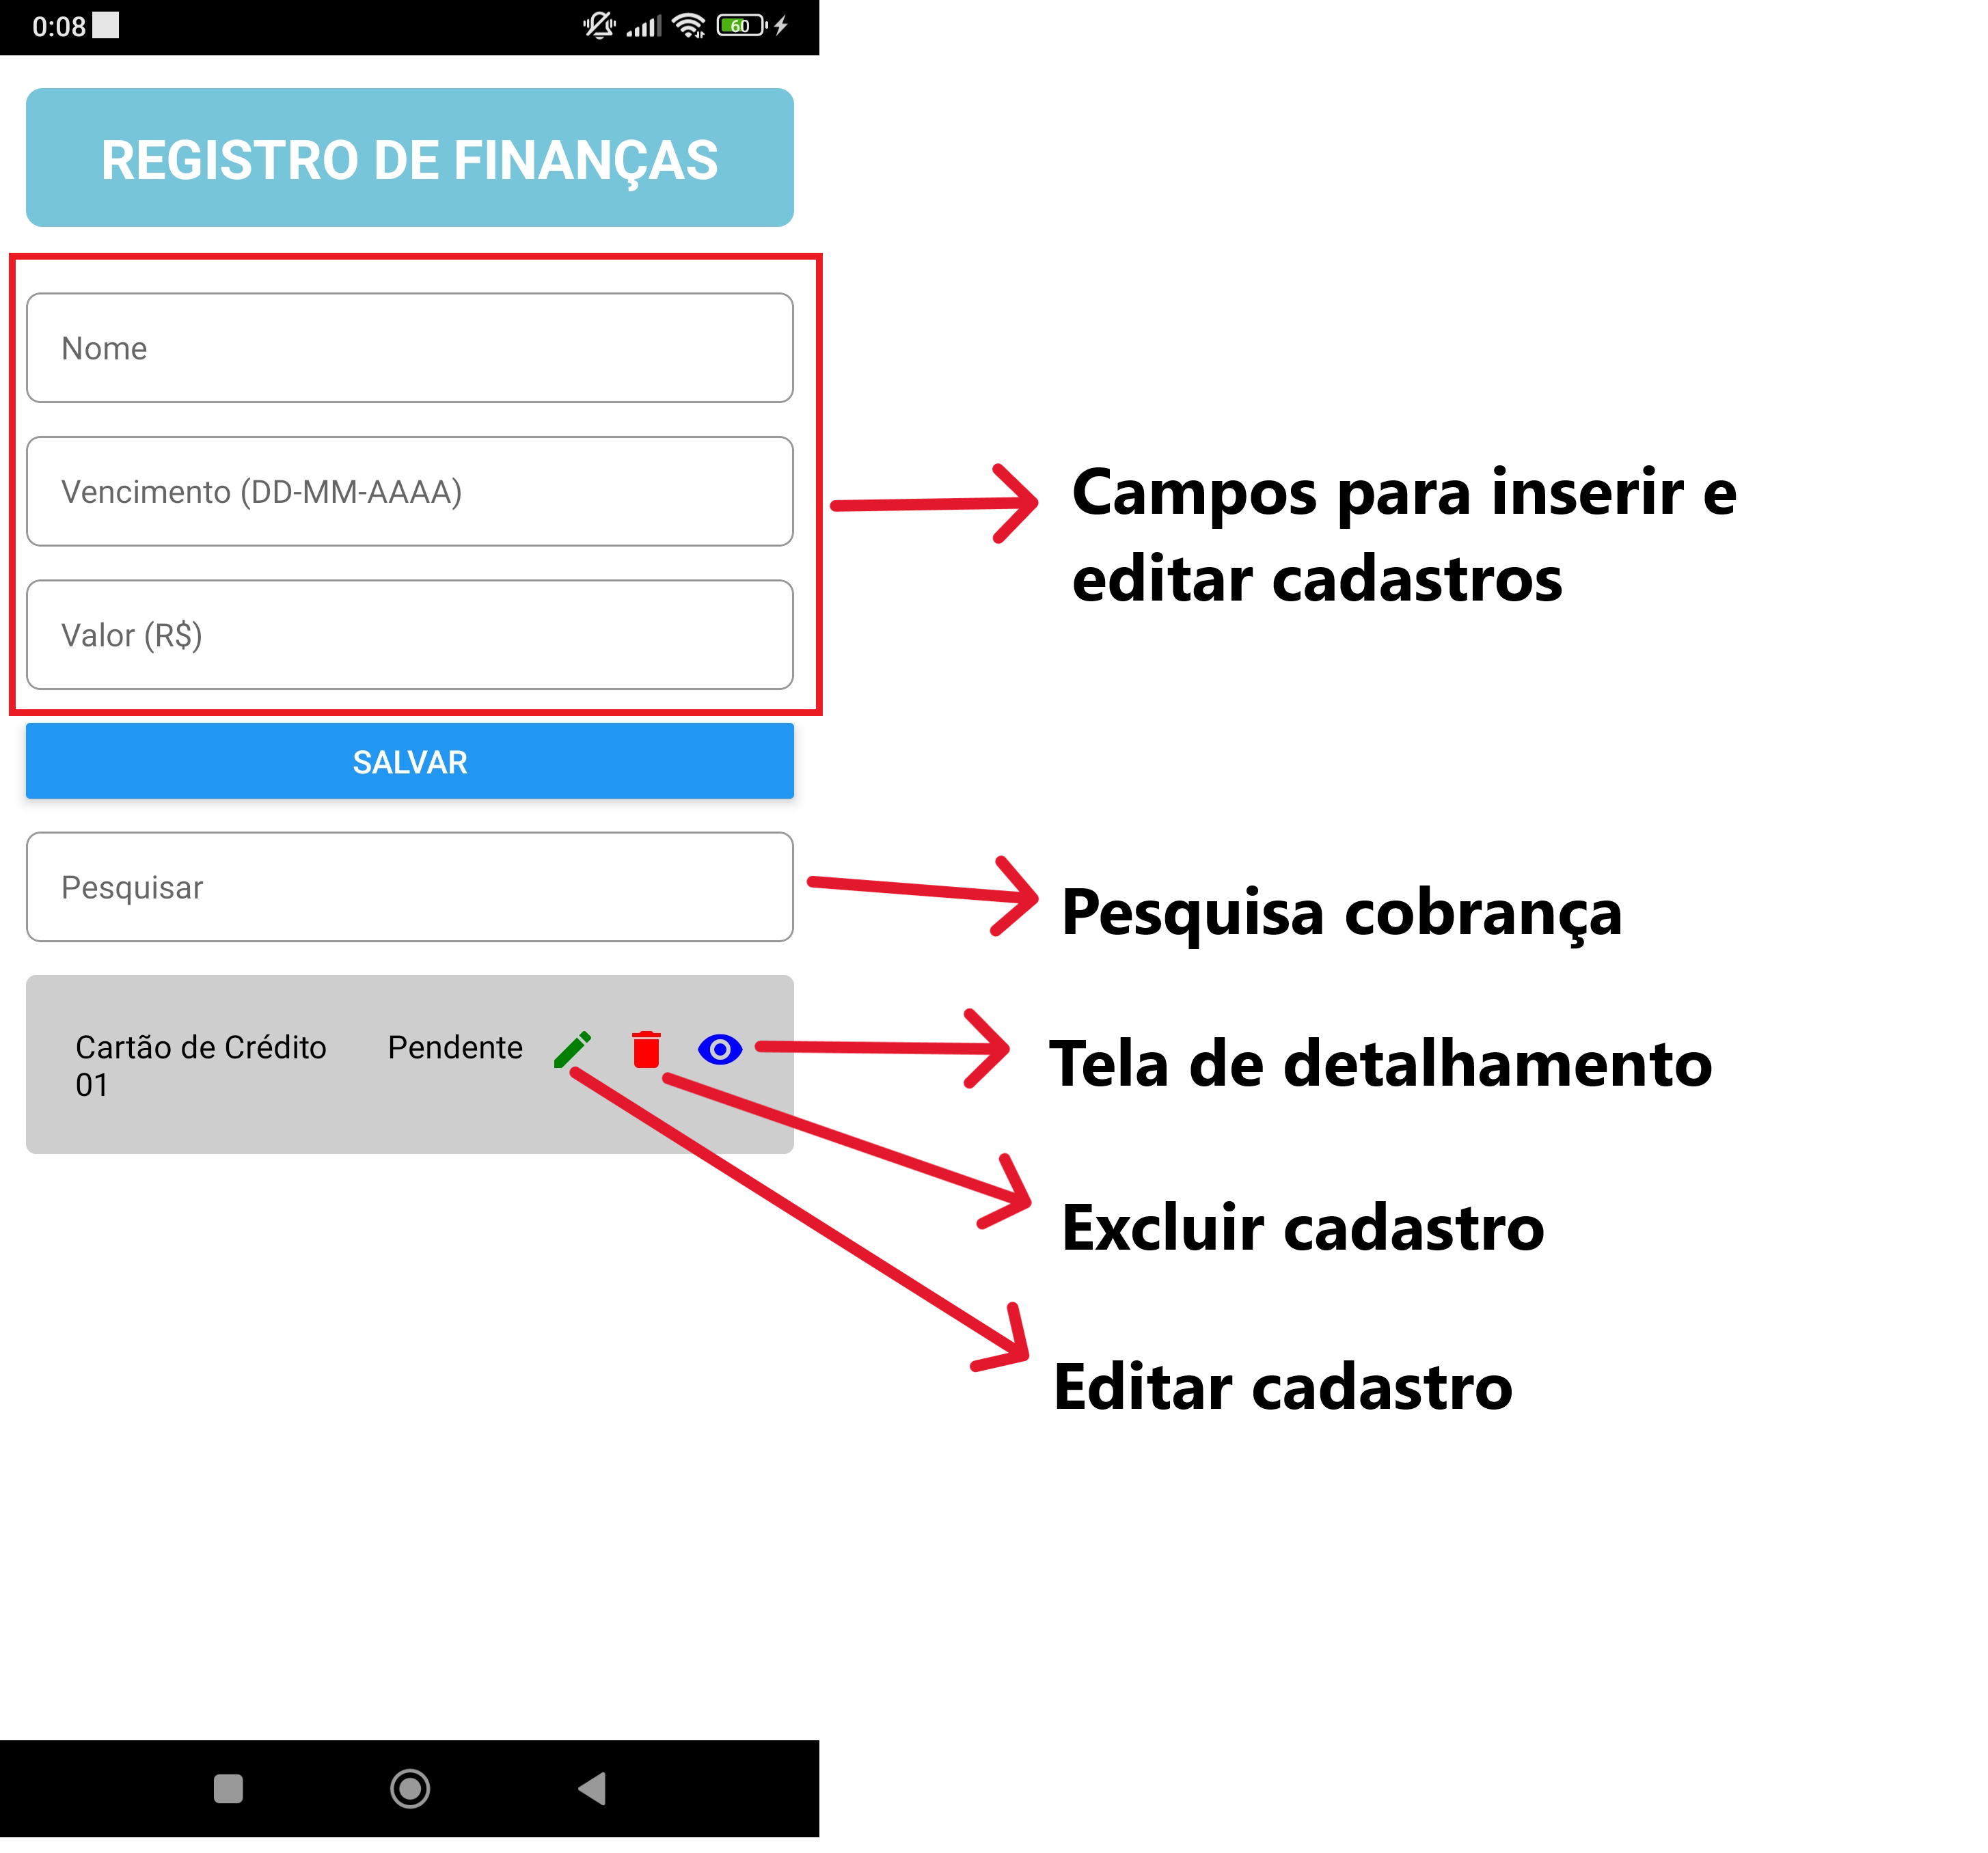 0:08
60
REGISTRO DE FINANÇAS
Nome
Vencimento (DD-MM-AAAA)
Valor (R$)
Campos para inserir e
editar cadastros
SALVAR
Pesquisar
Pesquisa cobrança
Cartão de Crédito
01
Pendente
Tela de detalhamento
Excluir cadastro
Editar cadastro